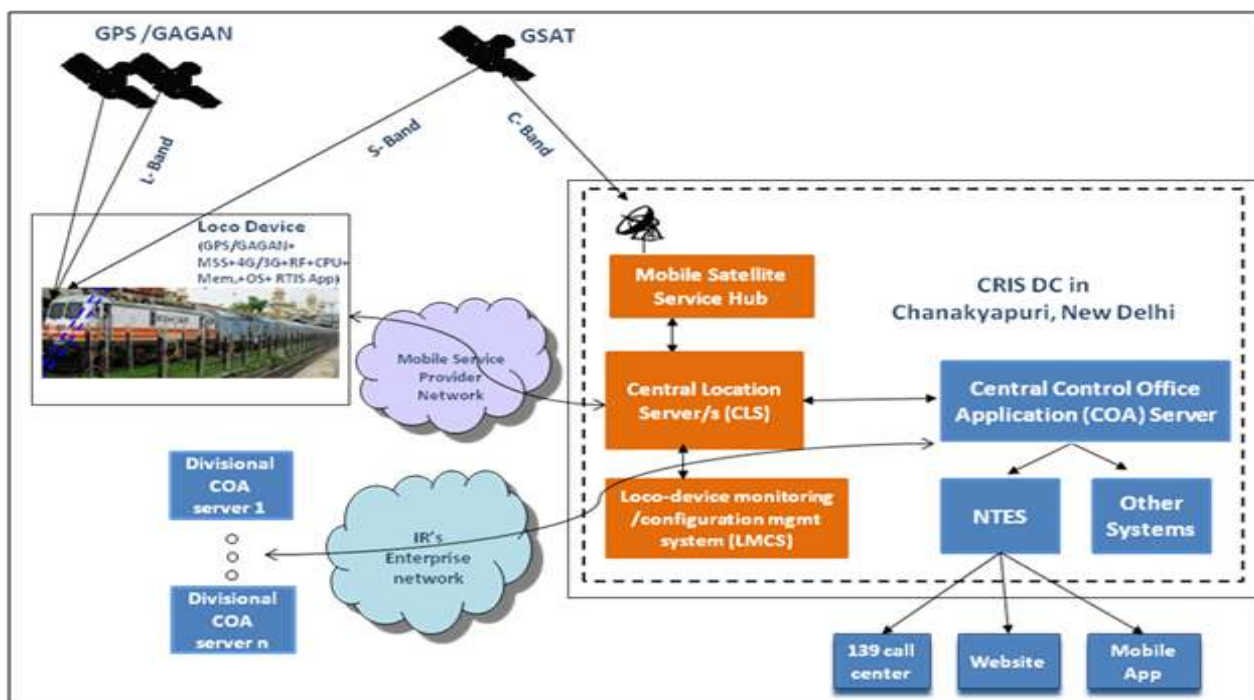 GPS /GAGAN
GSAT
L- Band
S- Band
C- Band
Loco Device
(GPS/GAGAN+
MSS+4G/3G+RF+CPU+
Mem,+OS+ RTIS App)
Mobile Service
Provider
Network
Mobile Satellite
Service Hub
CRIS DC in
Chanakyapuri, New Delhi
Central Location
Server/s (CLS)
Central Control Office
Application (COA) Server
Loco-device monitoring
/configuration mgmt
system (LMCS)
NTES
Other
Systems
Divisional
COA
server 1
IR's
Enterprise
network
Divisional
COA
server n
139 call
center
Website
Mobile
App